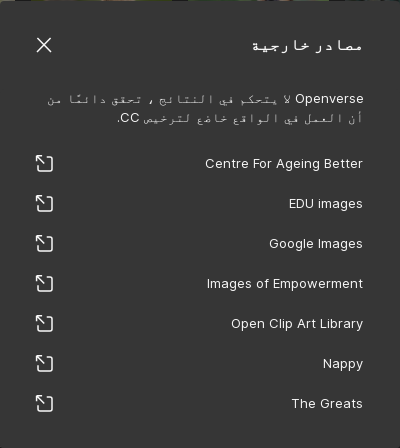 مصادر خارجية
Openverse لا يتحكم في النتائج ، تحقق دائمًا من
أن العمل في الواقع خاضع لترخيص CC.
Centre For Ageing Better
EDU images
Google Images
Images of Empowerment
Open Clip Art Library
Nappy
The Greats